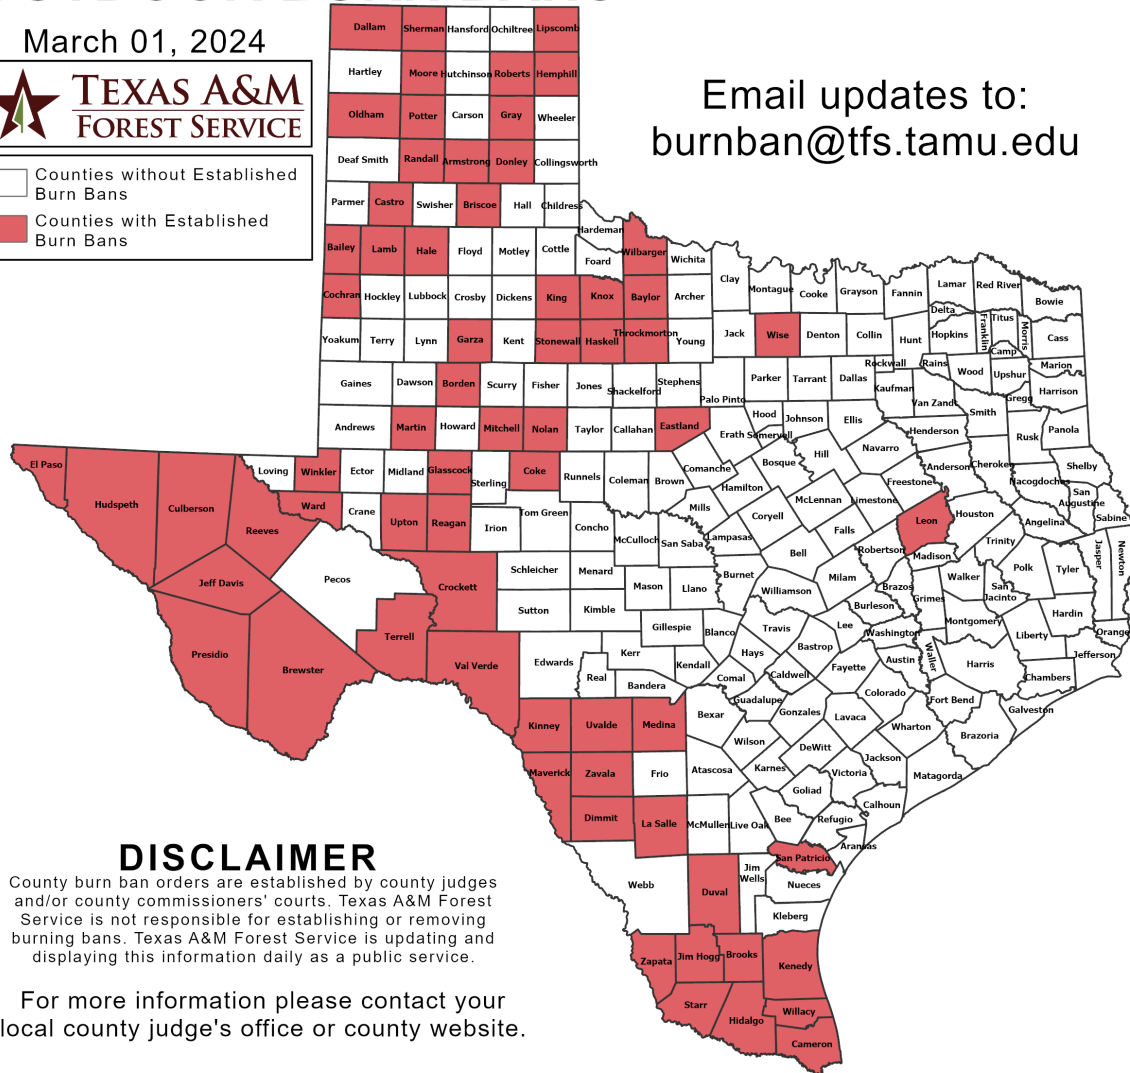 March 01, 2024
TEXAS A&M
FOREST SERVICE
Counties without Established
Burn Bans
Counties with Established
Burn Bans
Email updates to:
burnban@tfs.tamu.edu
Dallam Sherman Hansford Ochiltree Lipscomb
Hartley Moore Hutchinson Roberts Hemphill
Oldham Potter Carson Gray Wheeler
Deaf Smith Randall Armstrong Donley Collingsworth
Parmer Castro Swisher Briscoe Hall Childress
Hardeman
Bailey Lamb Hale Floyd Motley Cottle Foard Wilbarger Wichita
Clay Montague Cooke Grayson Fannin Lamar Red River Bowie
Cochran Hockley Lubbock Crosby Dickens King Knox Baylor Archer
Delta Titus Franklin Morris
Yoakum Terry Lynn Garza Kent Stonewall Haskell Throckmorton Young Jack Wise Denton Collin Hunt Hopkins Cass
Camp
Rockwall Rains Wood Upshur Marion
Gaines Dawson Borden Scurry Fisher Jones Shackelford Stephens Palo Pinto Parker Tarrant Dallas Kaufman Van Zandt Gregg Harrison
Smith
Andrews Martin Howard Mitchell Nolan Taylor Callahan Eastland Erath Hood Somervell Johnson Ellis Henderson Rusk Panola
Navarro
El Paso Hudspeth Culberson Reeves Loving Winkler Ector Midland Glasscock Sterling Coke Runnels Coleman Brown Comanche Bosque Hill Freestone Anderson Cherokee Nacogdoches Shelby
Hamilton
San
Augustine
Sabine
Ward Crane Upton Reagan Irion Tom Green Concho McCulloch San Saba Mills Lampasas Coryell McLennan Limestone Falls Leon Houston Angelina
Trinity
Jasper
Newton
Jeff Davis Pecos Crockett Schleicher Menard Mason Llano Burnet Bell Williamson Milam Robertson Brazos Madison Grimes Walker San
Jacinto
Polk Tyler
Presidio Brewster Terrell Val Verde Sutton Kimble Gillespie Blanco Travis Burleson Lee Washington Montgomery Liberty Hardin Orange
Edwards Real Kerr Bandera Kendall Comal Hays Caldwell Bastrop Fayette Austin Waller Harris Chambers Jefferson
Kinney Uvalde Medina Bexar Guadalupe Gonzales Lavaca Colorado Wharton Fort Bend Brazoria Galveston
Wilson DeWitt Jackson Matagorda
Maverick Zavala Frio Atascosa Karnes Goliad Victoria Calhoun
Dimmit La Salle McMullen Live Oak Bee Refugio Aransas
San Patricio
Webb Duval Jim
Wells
Nueces
Kleberg
Zapata Jim Hogg Brooks Kenedy
Starr Hidalgo Willacy
Cameron
DISCLAIMER
County burn ban orders are established by county judges
and/or county commissioners' courts. Texas A&M Forest
Service is not responsible for establishing or removing
burning bans. Texas A&M Forest Service is updating and
displaying this information daily as a public service.
For more information please contact your
local county judge's office or county website.